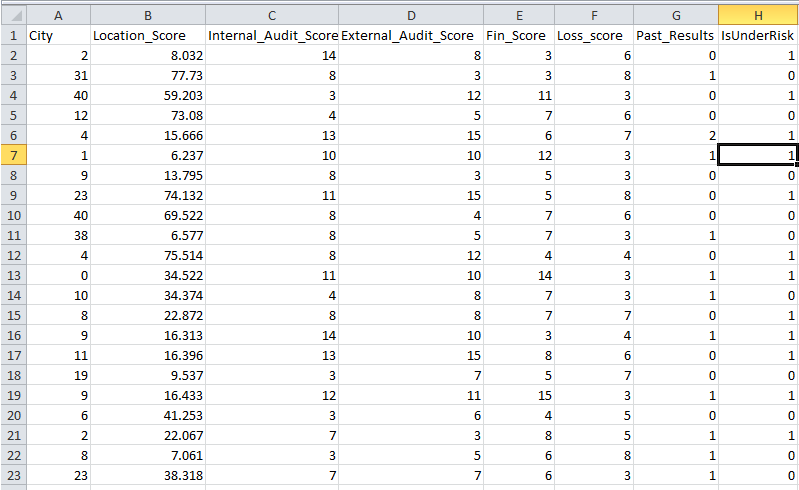 A B C D E F G H
1 City Location_Score Internal_Audit_Score External_Audit_Score Fin_Score Loss_score Past_Results IsUnderRisk
2 2 8.032 14 8 3 6 0 1
3 31 77.73 8 3 3 8 1 0
4 40 59.203 3 12 11 3 0 1
5 12 73.08 4 5 7 6 0 0
6 4 15.666 13 15 6 7 2 1
7 1 6.237 10 10 12 3 1 1
8 9 13.795 8 3 5 3 0 0
9 23 74.132 11 15 5 8 0 1
10 40 69.522 8 4 7 6 0 0
11 38 6.577 8 5 7 3 1 0
12 4 75.514 8 12 4 4 0 1
13 0 34.522 11 10 14 3 1 1
14 10 34.374 4 8 7 3 1 0
15 8 22.872 8 8 7 7 0 1
16 9 16.313 14 10 3 4 1 1
17 11 16.396 13 15 8 6 0 1
18 19 9.537 3 7 5 7 0 0
19 9 16.433 12 11 15 3 1 1
20 6 41.253 3 6 4 5 0 0
21 2 22.067 7 3 8 5 1 1
22 8 7.061 3 5 6 8 1 0
23 23 38.318 7 7 6 3 1 0